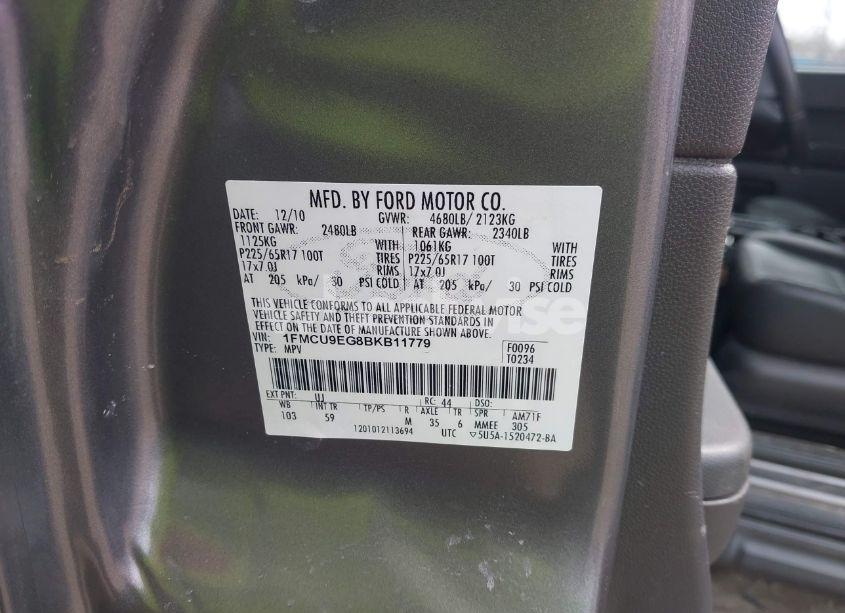 MFD. BY FORD MOTOR CO.
DATE: 12/10 GVWR: 4680LB/ 2123KG
FRONT GAWR: 2480LB REAR GAWR: 2340LB
1125KG WITH 1061KG WITH
P225/65R17 100T TIRES P225/65R17 100T TIRES
17x7.0J RIMS 17x7.0J RIMS
AT 205 kPa/ 30 PSI COLD AT 205 kPa/ 30 PSI COLD
THIS VEHICLE CONFORMS TO ALL APPLICABLE FEDERAL MOTOR
VEHICLE SAFETY AND THEFT PREVENTION STANDARDS IN
EFFECT ON THE DATE OF MANUFACTURE SHOWN ABOVE.
VIN: 1FMCU9EG8BKB11779 F0096
TYPE: MPV T0234
EXT PNT: UJ RC: 44 DSO:
WB INT TR TP/PS R AXLE TR SPR AM71F
103 59 M 35 6 MMEE 305
1201012113694 UTC ▽5U5A-1520472-BA